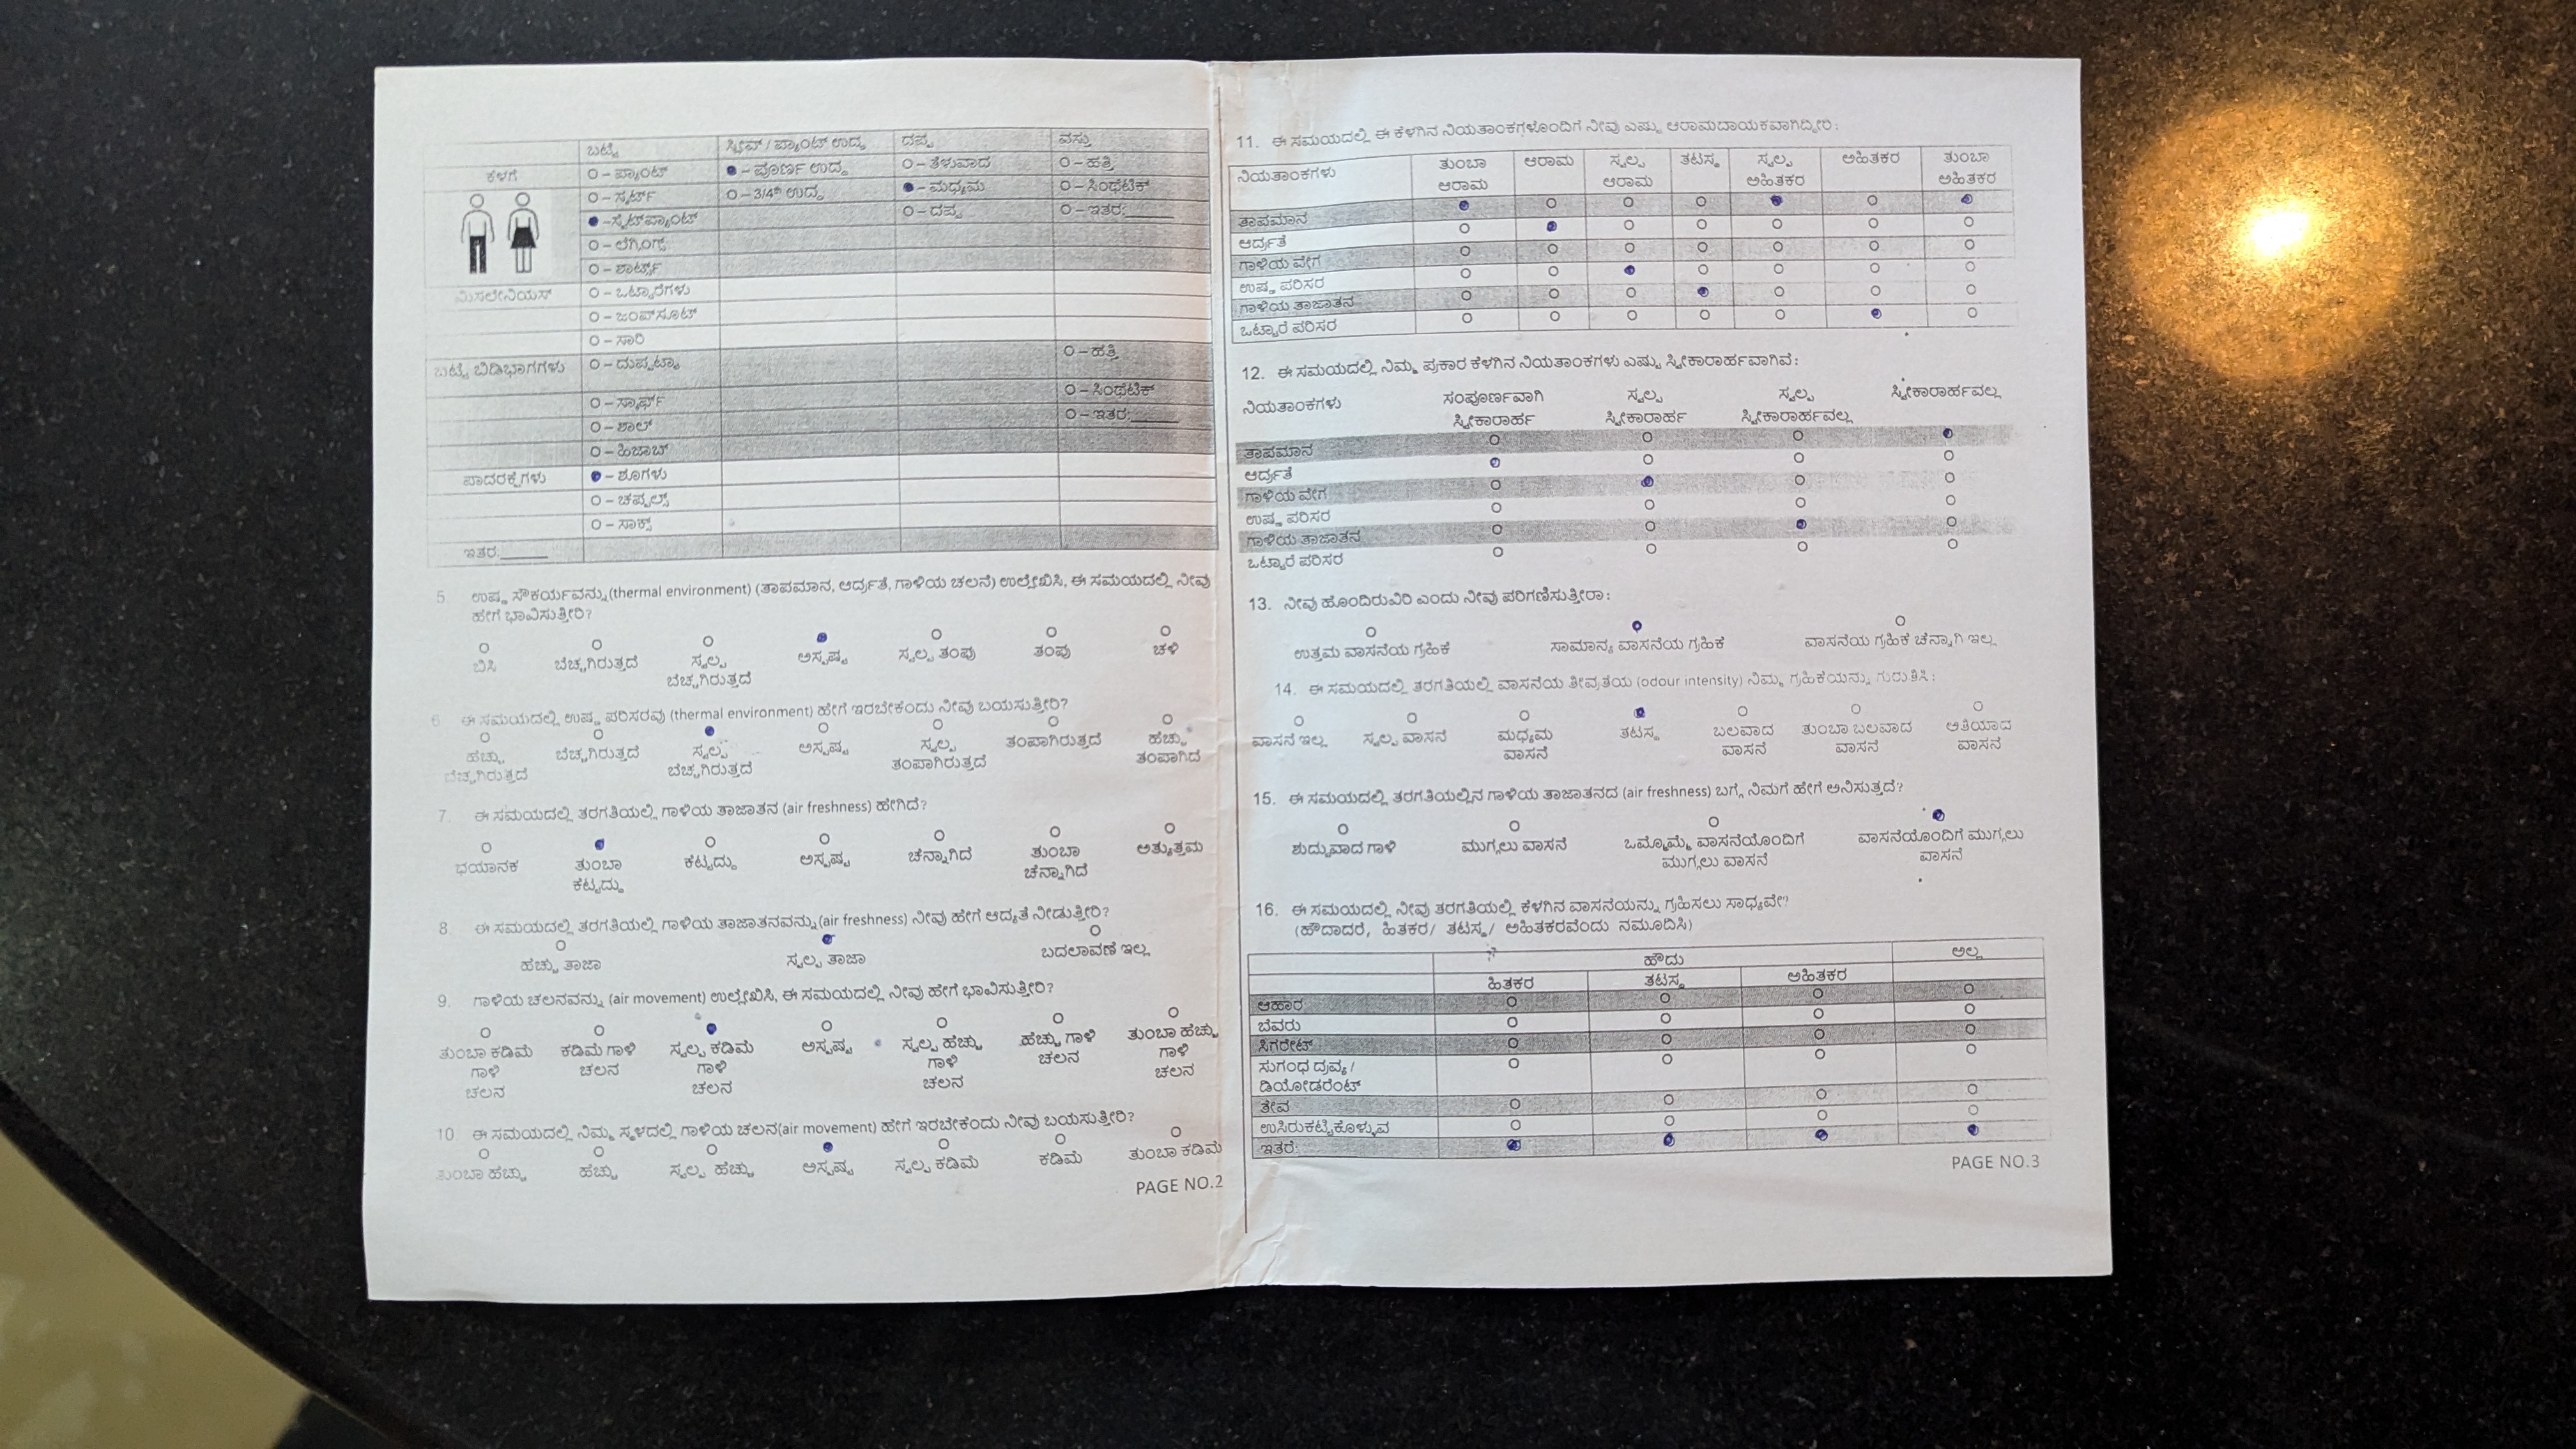 ಬಟ್ಟೆ ಸ್ಲೀವ್ / ಪ್ಯಾಂಟ್ ಉದ್ದ ದಪ್ಪ ವಸ್ತು
ಕೆಳಗೆ ○ – ಪ್ಯಾಂಟ್ ● – ಪೂರ್ಣ ಉದ್ದ ○ – ತೆಳುವಾದ ○ – ಹತ್ತಿ
○ – ಸ್ಕರ್ಟ್ ○ – 3/4th ಉದ್ದ ● – ಮಧ್ಯಮ ○ – ಸಿಂಥೆಟಿಕ್
● – ಸ್ವೆಟ್‌ಪ್ಯಾಂಟ್ ○ – ದಪ್ಪ ○ – ಇತರ:______
○ – ಲೆಗ್ಗಿಂಗ್ಸ್
○ – ಶಾರ್ಟ್ಸ್
ಮಿಸಲೇನಿಯಸ್ ○ – ಒಟ್ಟಾರೆಗಳು
○ – ಜಂಪ್‌ಸೂಟ್
○ – ಸಾರಿ
ಬಟ್ಟೆ ಬಿಡಿಭಾಗಗಳು ○ – ದುಪ್ಪಟ್ಟಾ ○ – ಹತ್ತಿ
○ – ಸ್ಕಾರ್ಫ್ ○ – ಸಿಂಥೆಟಿಕ್
○ – ಶಾಲ್ ○ – ಇತರ:______
○ – ಹಿಜಾಬ್
ಪಾದರಕ್ಷೆಗಳು ● – ಶೂಗಳು
○ – ಚಪ್ಪಲ್ಸ್
○ – ಸಾಕ್ಸ್
ಇತರ:______
5. ಉಷ್ಣ ಸೌಕರ್ಯವನ್ನು (thermal environment) (ತಾಪಮಾನ, ಆರ್ದ್ರತೆ, ಗಾಳಿಯ ಚಲನೆ) ಉಲ್ಲೇಖಿಸಿ, ಈ ಸಮಯದಲ್ಲಿ ನೀವು
ಹೇಗೆ ಭಾವಿಸುತ್ತೀರಿ?
○ ○ ○ ● ○ ○ ○
ಬಿಸಿ ಬೆಚ್ಚಗಿರುತ್ತದೆ ಸ್ವಲ್ಪ ಅಸ್ಪಷ್ಟ ಸ್ವಲ್ಪ ತಂಪು ತಂಪು ಚಳಿ
ಬೆಚ್ಚಗಿರುತ್ತದೆ
6. ಈ ಸಮಯದಲ್ಲಿ ಉಷ್ಣ ಪರಿಸರವು (thermal environment) ಹೇಗೆ ಇರಬೇಕೆಂದು ನೀವು ಬಯಸುತ್ತೀರಿ?
○ ○ ● ○ ○ ○ ○
ಹೆಚ್ಚು ಬೆಚ್ಚಗಿರುತ್ತದೆ ಸ್ವಲ್ಪ ಅಸ್ಪಷ್ಟ ಸ್ವಲ್ಪ ತಂಪಾಗಿರುತ್ತದೆ ಹೆಚ್ಚು
ಬೆಚ್ಚಗಿರುತ್ತದೆ ಬೆಚ್ಚಗಿರುತ್ತದೆ ತಂಪಾಗಿರುತ್ತದೆ ತಂಪಾಗಿದೆ
7. ಈ ಸಮಯದಲ್ಲಿ ತರಗತಿಯಲ್ಲಿ ಗಾಳಿಯ ತಾಜಾತನ (air freshness) ಹೇಗಿದೆ?
○ ● ○ ○ ○ ○ ○
ಭಯಾನಕ ತುಂಬಾ ಕೆಟ್ಟದ್ದು ಅಸ್ಪಷ್ಟ ಚೆನ್ನಾಗಿದೆ ತುಂಬಾ ಅತ್ಯುತ್ತಮ
ಕೆಟ್ಟದ್ದು ಚೆನ್ನಾಗಿದೆ
8. ಈ ಸಮಯದಲ್ಲಿ ತರಗತಿಯಲ್ಲಿ ಗಾಳಿಯ ತಾಜಾತನವನ್ನು (air freshness) ನೀವು ಹೇಗೆ ಆದ್ಯತೆ ನೀಡುತ್ತೀರಿ?
○ ● ○
ಹೆಚ್ಚು ತಾಜಾ ಸ್ವಲ್ಪ ತಾಜಾ ಬದಲಾವಣೆ ಇಲ್ಲ
9. ಗಾಳಿಯ ಚಲನವನ್ನು (air movement) ಉಲ್ಲೇಖಿಸಿ, ಈ ಸಮಯದಲ್ಲಿ ನೀವು ಹೇಗೆ ಭಾವಿಸುತ್ತೀರಿ?
○ ○ ● ○ ○ ○ ○
ತುಂಬಾ ಕಡಿಮೆ ಕಡಿಮೆ ಗಾಳಿ ಸ್ವಲ್ಪ ಕಡಿಮೆ ಅಸ್ಪಷ್ಟ ಸ್ವಲ್ಪ ಹೆಚ್ಚು ಹೆಚ್ಚು ಗಾಳಿ ತುಂಬಾ ಹೆಚ್ಚು
ಗಾಳಿ ಚಲನ ಗಾಳಿ ಗಾಳಿ ಚಲನ ಗಾಳಿ
ಚಲನ ಚಲನ ಚಲನ ಚಲನ
10. ಈ ಸಮಯದಲ್ಲಿ ನಿಮ್ಮ ಸ್ಥಳದಲ್ಲಿ ಗಾಳಿಯ ಚಲನ(air movement) ಹೇಗೆ ಇರಬೇಕೆಂದು ನೀವು ಬಯಸುತ್ತೀರಿ?
○ ○ ○ ● ○ ○ ○
ತುಂಬಾ ಹೆಚ್ಚು ಹೆಚ್ಚು ಸ್ವಲ್ಪ ಹೆಚ್ಚು ಅಸ್ಪಷ್ಟ ಸ್ವಲ್ಪ ಕಡಿಮೆ ಕಡಿಮೆ ತುಂಬಾ ಕಡಿಮೆ
PAGE NO.2
11. ಈ ಸಮಯದಲ್ಲಿ ಈ ಕೆಳಗಿನ ನಿಯತಾಂಕಗಳೊಂದಿಗೆ ನೀವು ಎಷ್ಟು ಆರಾಮದಾಯಕವಾಗಿದ್ದೀರಿ:
ನಿಯತಾಂಕಗಳು ತುಂಬಾ ಆರಾಮ ಸ್ವಲ್ಪ ತಟಸ್ಥ ಸ್ವಲ್ಪ ಅಹಿತಕರ ತುಂಬಾ
ಆರಾಮ ಆರಾಮ ಅಹಿತಕರ ಅಹಿತಕರ
ತಾಪಮಾನ ● ○ ○ ○ ● ○ ●
ಆರ್ದ್ರತೆ ○ ● ○ ○ ○ ○ ○
ಗಾಳಿಯ ವೇಗ ○ ○ ○ ○ ○ ○ ○
ಉಷ್ಣ ಪರಿಸರ ○ ○ ● ○ ○ ○ ○
ಗಾಳಿಯ ತಾಜಾತನ ○ ○ ○ ● ○ ○ ○
ಒಟ್ಟಾರೆ ಪರಿಸರ ○ ○ ○ ○ ○ ● ○
12. ಈ ಸಮಯದಲ್ಲಿ ನಿಮ್ಮ ಪ್ರಕಾರ ಕೆಳಗಿನ ನಿಯತಾಂಕಗಳು ಎಷ್ಟು ಸ್ವೀಕಾರಾರ್ಹವಾಗಿವೆ:
ನಿಯತಾಂಕಗಳು ಸಂಪೂರ್ಣವಾಗಿ ಸ್ವಲ್ಪ ಸ್ವಲ್ಪ ಸ್ವೀಕಾರಾರ್ಹವಲ್ಲ
ಸ್ವೀಕಾರಾರ್ಹ ಸ್ವೀಕಾರಾರ್ಹ ಸ್ವೀಕಾರಾರ್ಹವಲ್ಲ
ತಾಪಮಾನ ○ ○ ○ ●
ಆರ್ದ್ರತೆ ● ○ ○ ○
ಗಾಳಿಯ ವೇಗ ○ ● ○ ○
ಉಷ್ಣ ಪರಿಸರ ○ ○ ○ ○
ಗಾಳಿಯ ತಾಜಾತನ ○ ○ ● ○
ಒಟ್ಟಾರೆ ಪರಿಸರ ○ ○ ○ ○
13. ನೀವು ಹೊಂದಿರುವಿರಿ ಎಂದು ನೀವು ಪರಿಗಣಿಸುತ್ತೀರಾ:
○ ● ○
ಉತ್ತಮ ವಾಸನೆಯ ಗ್ರಹಿಕೆ ಸಾಮಾನ್ಯ ವಾಸನೆಯ ಗ್ರಹಿಕೆ ವಾಸನೆಯ ಗ್ರಹಿಕೆ ಚೆನ್ನಾಗಿ ಇಲ್ಲ
14. ಈ ಸಮಯದಲ್ಲಿ ತರಗತಿಯಲ್ಲಿ ವಾಸನೆಯ ತೀವ್ರತೆಯ (odour intensity) ನಿಮ್ಮ ಗ್ರಹಿಕೆಯನ್ನು ಗುರುತಿಸಿ:
○ ○ ○ ● ○ ○ ○
ವಾಸನೆ ಇಲ್ಲ ಸ್ವಲ್ಪ ವಾಸನೆ ಮಧ್ಯಮ ತಟಸ್ಥ ಬಲವಾದ ತುಂಬಾ ಬಲವಾದ ಅತಿಯಾದ
ವಾಸನೆ ವಾಸನೆ ವಾಸನೆ ವಾಸನೆ
15. ಈ ಸಮಯದಲ್ಲಿ ತರಗತಿಯಲ್ಲಿನ ಗಾಳಿಯ ತಾಜಾತನದ (air freshness) ಬಗ್ಗೆ ನಿಮಗೆ ಹೇಗೆ ಅನಿಸುತ್ತದೆ?
○ ○ ○ ●
ಶುದ್ಧವಾದ ಗಾಳಿ ಮುಗ್ಗಲು ವಾಸನೆ ಒಮ್ಮೊಮ್ಮೆ ವಾಸನೆಯೊಂದಿಗೆ ವಾಸನೆಯೊಂದಿಗೆ ಮುಗ್ಗಲು
ಮುಗ್ಗಲು ವಾಸನೆ ವಾಸನೆ
16. ಈ ಸಮಯದಲ್ಲಿ ನೀವು ತರಗತಿಯಲ್ಲಿ ಕೆಳಗಿನ ವಾಸನೆಯನ್ನು ಗ್ರಹಿಸಲು ಸಾಧ್ಯವೇ?
(ಹೌದಾದರೆ, ಹಿತಕರ/ ತಟಸ್ಥ/ ಅಹಿತಕರವೆಂದು ನಮೂದಿಸಿ)
ಹೌದು ಅಲ್ಲ
ಹಿತಕರ ತಟಸ್ಥ ಅಹಿತಕರ
ಆಹಾರ ○ ○ ○ ○
ಬೆವರು ○ ○ ○ ○
ಸಿಗರೇಟ್ ○ ○ ○ ○
ಸುಗಂಧ ದ್ರವ್ಯ / ○ ○ ○ ○
ಡಿಯೋಡರೆಂಟ್
ತೇವ ○ ○ ○ ○
ಉಸಿರುಕಟ್ಟಿಕೊಳ್ಳುವ ○ ○ ○ ○
ಇತರೆ: ● ● ● ●
PAGE NO.3